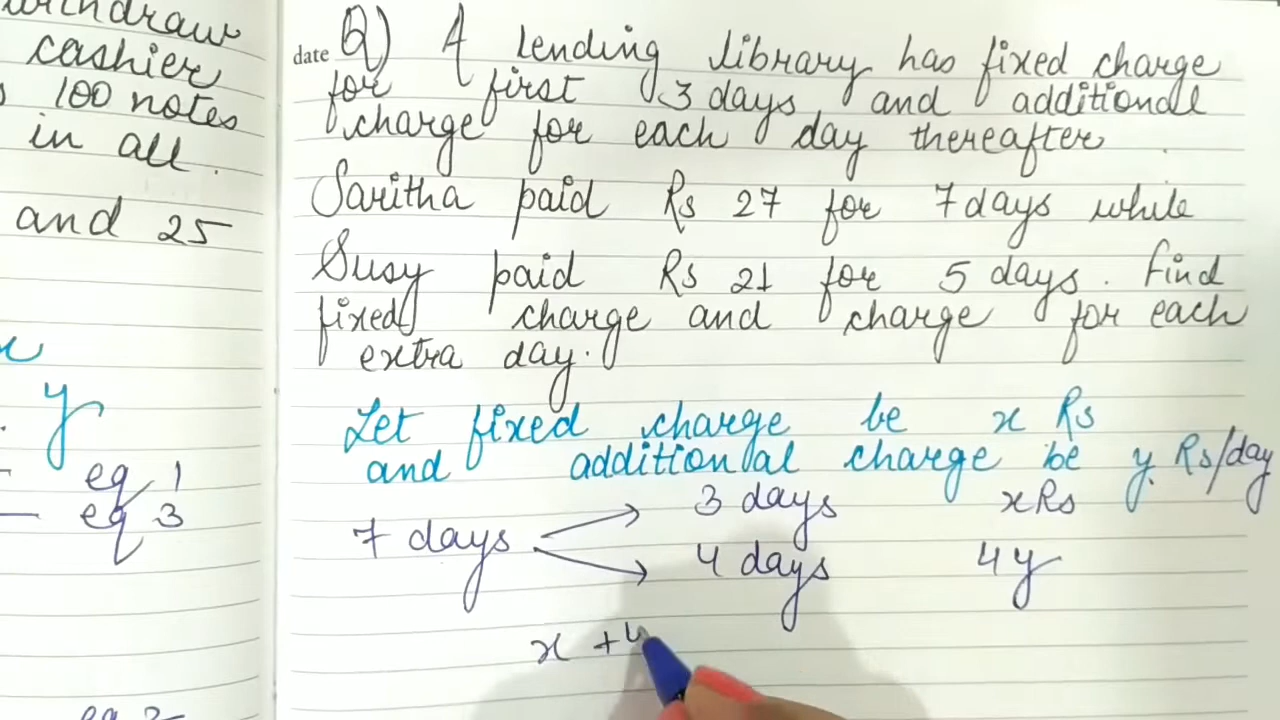 withdraw
cashier
100 notes
in all.
and 25
x
y
eq 1
eq 3
date
Q) A lending library has fixed charge
for first 3 days and additional
charge for each day thereafter
Saritha paid Rs 27 for 7 days while
Susy paid Rs 21 for 5 days. Find
fixed charge and charge for each
extra day.
Let fixed charge be x Rs
and additional charge be y Rs/day
7 days
3 days x Rs
4 days 4y
x + 4